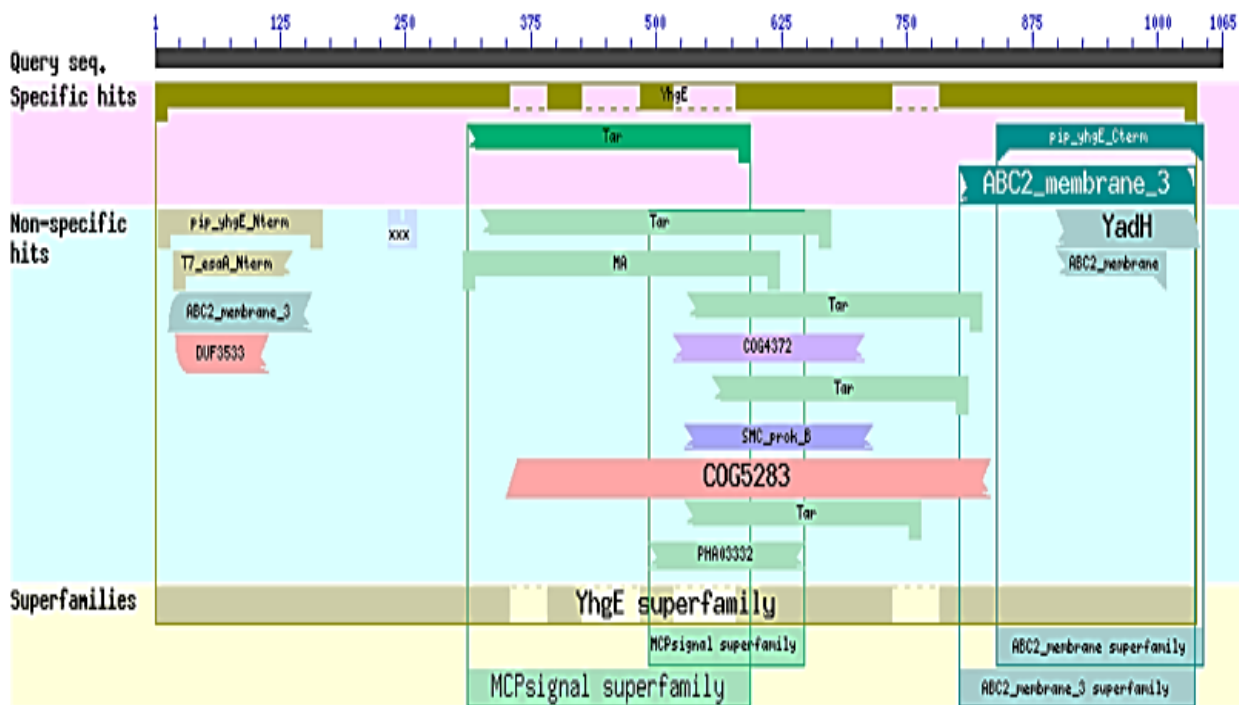 1 125 250 375 500 625 750 875 1000 1065
Query seq.
Specific hits
YhgE
Tar
pip_yhgE_Cterm
ABC2_membrane_3
Non-specific
hits
pip_yhgE_Nterm
xxx
Tar
YadH
T7_esaA_Nterm
MA
ABC2_membrane
ABC2_membrane_3
Tar
DUF3533
COG4372
Tar
SMC_prok_B
COG5283
Tar
PHA03332
Superfamilies
YhgE superfamily
MCPsignal superfamily
ABC2_membrane superfamily
MCPsignal superfamily
ABC2_membrane_3 superfamily